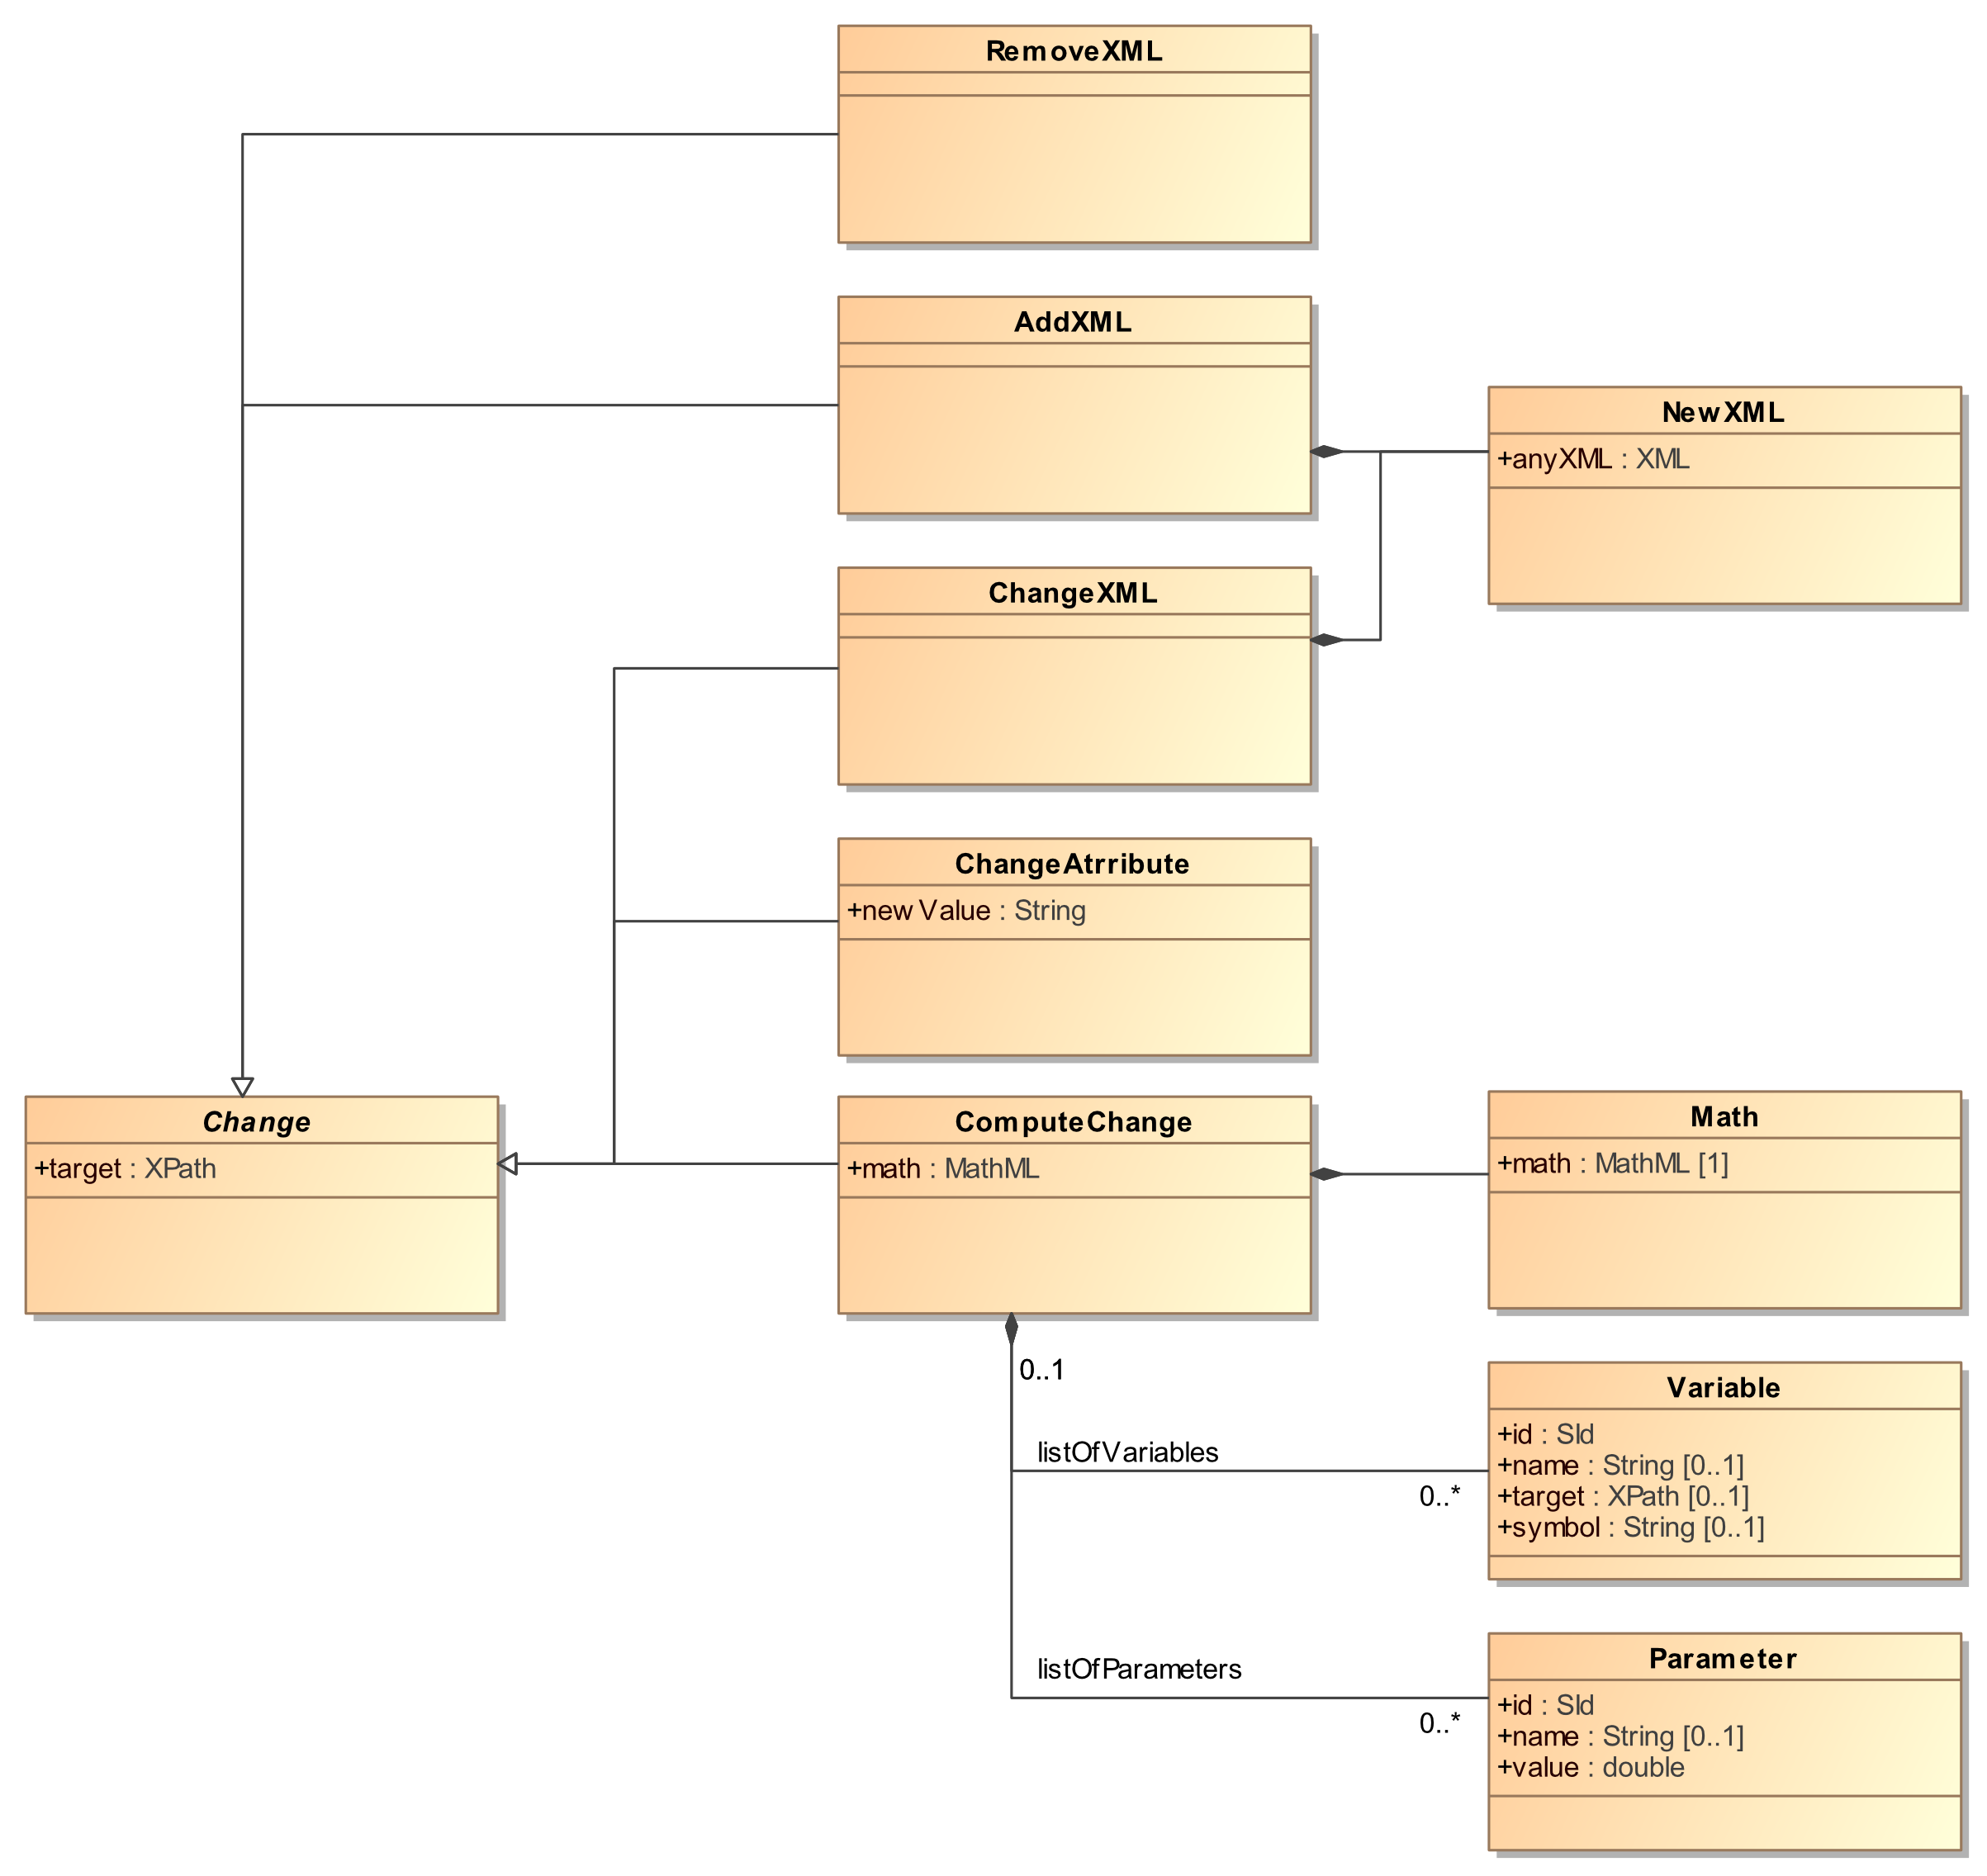 RemoveXML
AddXML
NewXML
+anyXML : XML
ChangeXML
ChangeAtrribute
+newValue : String
Change
+target : XPath
ComputeChange
+math : MathML
Math
+math : MathML [1]
0..1
listOfVariables
0..*
Variable
+id : SId
+name : String [0..1]
+target : XPath [0..1]
+symbol : String [0..1]
listOfParameters
0..*
Parameter
+id : SId
+name : String [0..1]
+value : double